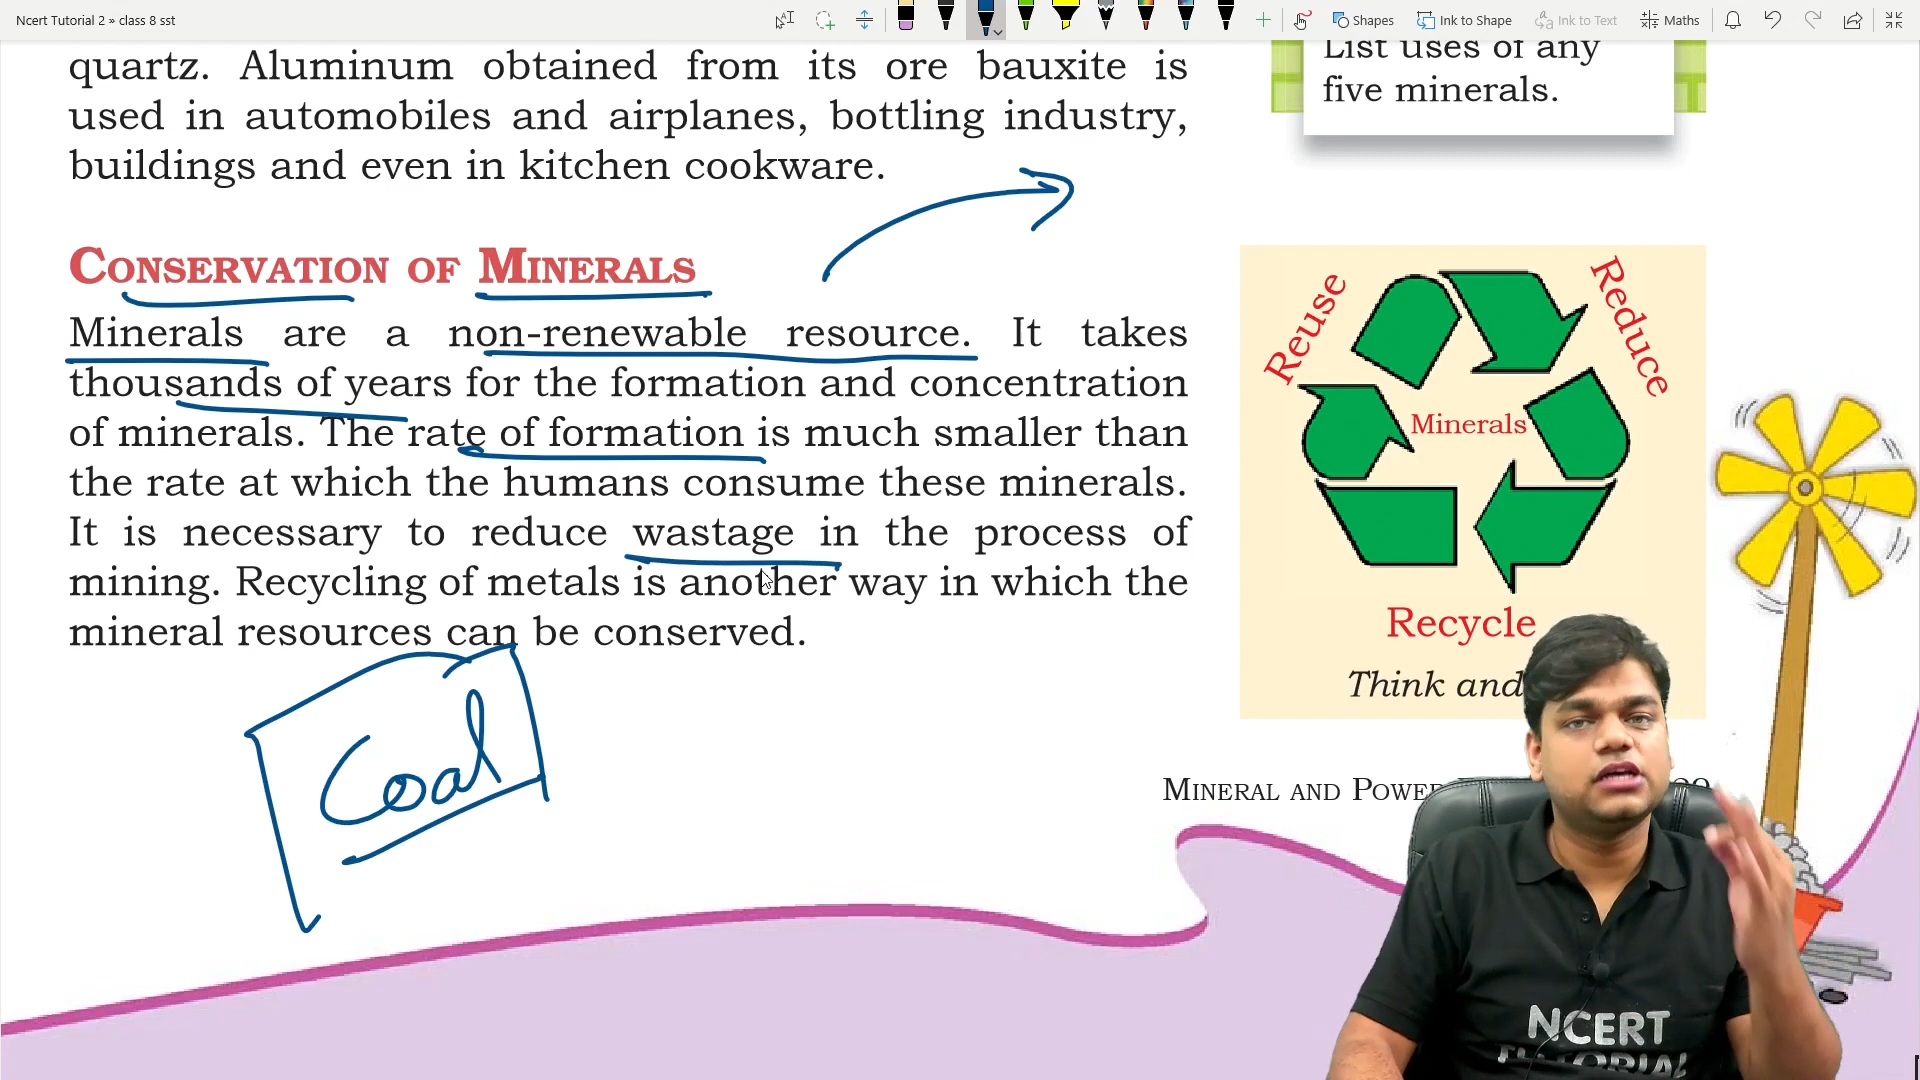 Ncert Tutorial 2 » class 8 sst
Shapes
Ink to Shape
Ink to Text
Maths
quartz. Aluminum obtained from its ore bauxite is
used in automobiles and airplanes, bottling industry,
buildings and even in kitchen cookware.
List uses of any
five minerals.
CONSERVATION OF MINERALS
Minerals are a non-renewable resource. It takes
thousands of years for the formation and concentration
of minerals. The rate of formation is much smaller than
the rate at which the humans consume these minerals.
It is necessary to reduce wastage in the process of
mining. Recycling of metals is another way in which the
mineral resources can be conserved.
Reuse
Reduce
Minerals
Recycle
Think and
Coal
MINERAL AND POWER
NCERT
TUTORIAL